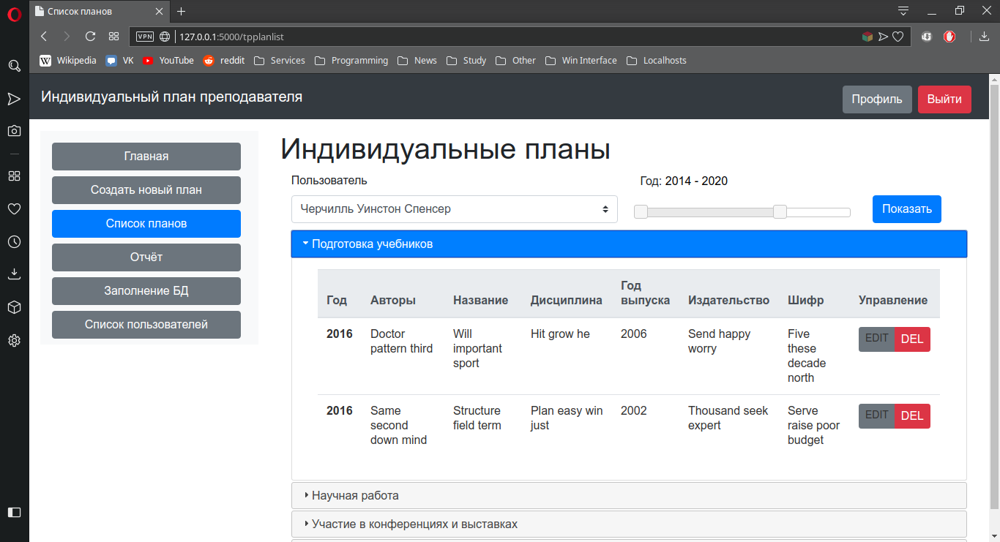 Список планов
VPN 127.0.0.1:5000/tpplanlist
Wikipedia VK YouTube reddit Services Programming News Study Other Win Interface Localhosts
Индивидуальный план преподавателя
Профиль Выйти
Главная
Создать новый план
Список планов
Отчёт
Заполнение БД
Список пользователей
Индивидуальные планы
Пользователь
Год: 2014 - 2020
Черчилль Уинстон Спенсер
Показать
Подготовка учебников
Год Авторы Название Дисциплина Год выпуска Издательство Шифр Управление
2016 Doctor pattern third Will important sport Hit grow he 2006 Send happy worry Five these decade north EDIT DEL
2016 Same second down mind Structure field term Plan easy win just 2002 Thousand seek expert Serve raise poor budget EDIT DEL
Научная работа
Участие в конференциях и выставках